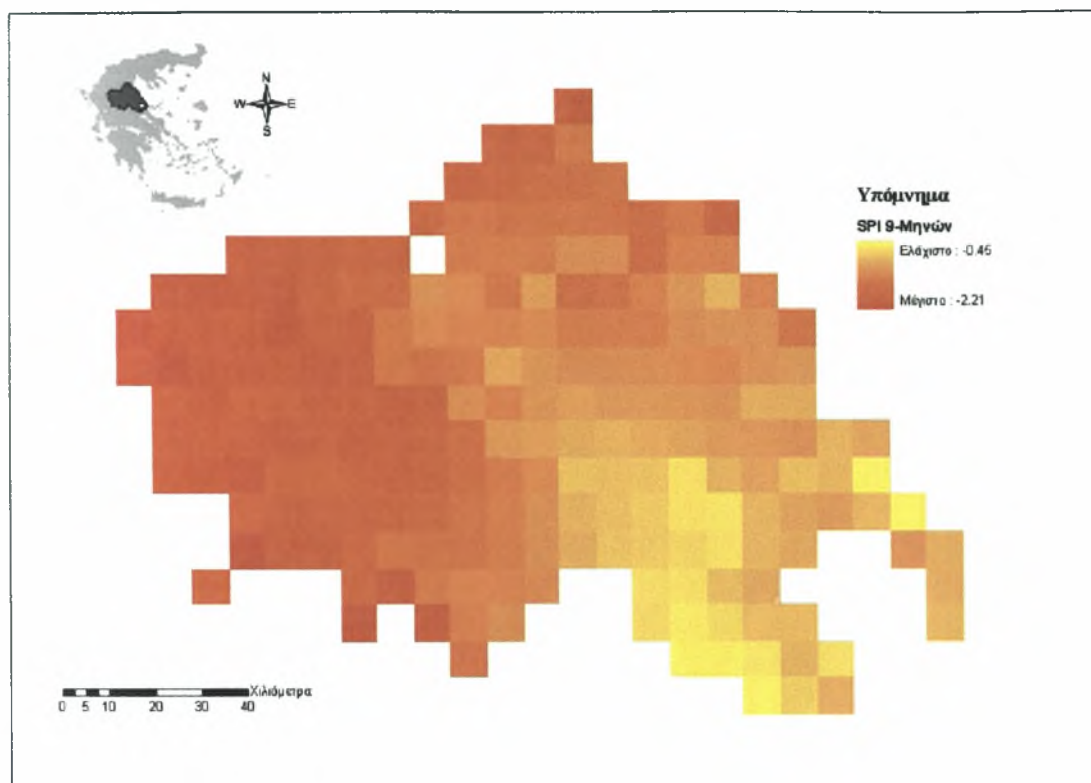 N
W E
S
Υπόμνημα
SPI 9-Μηνών
Ελάχιστο : -0.45
Μέγιστο : -2.21
Χιλιόμετρα
0 5 10 20 30 40